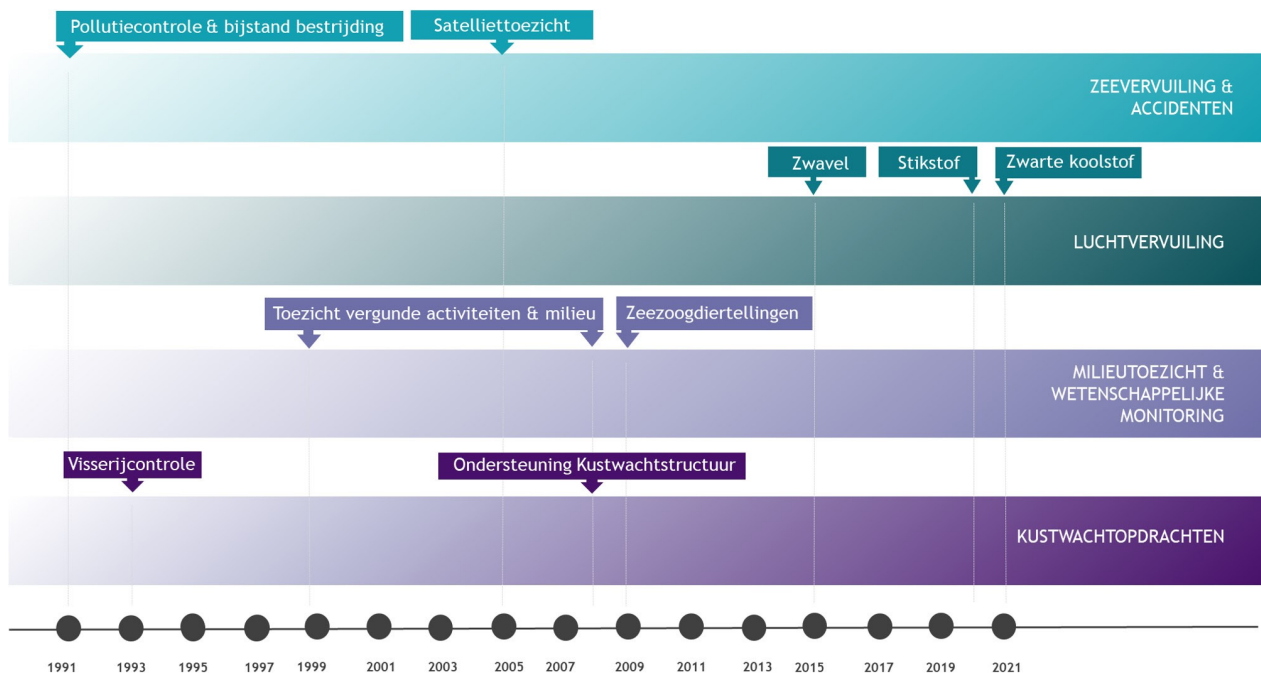 Pollutiecontrole & bijstand bestrijding
Satelliettoezicht
ZEEVERVUILING &
ACCIDENTEN
Zwavel
Stikstof
Zwarte koolstof
LUCHTVERVUILING
Toezicht vergunde activiteiten & milieu
Zeezoogdiertellingen
MILIEUTOEZICHT &
WETENSCHAPPELIJKE
MONITORING
Visserijcontrole
Ondersteuning Kustwachtstructuur
KUSTWACHTOPDRACHTEN
1991 1993 1995 1997 1999 2001 2003 2005 2007 2009 2011 2013 2015 2017 2019 2021